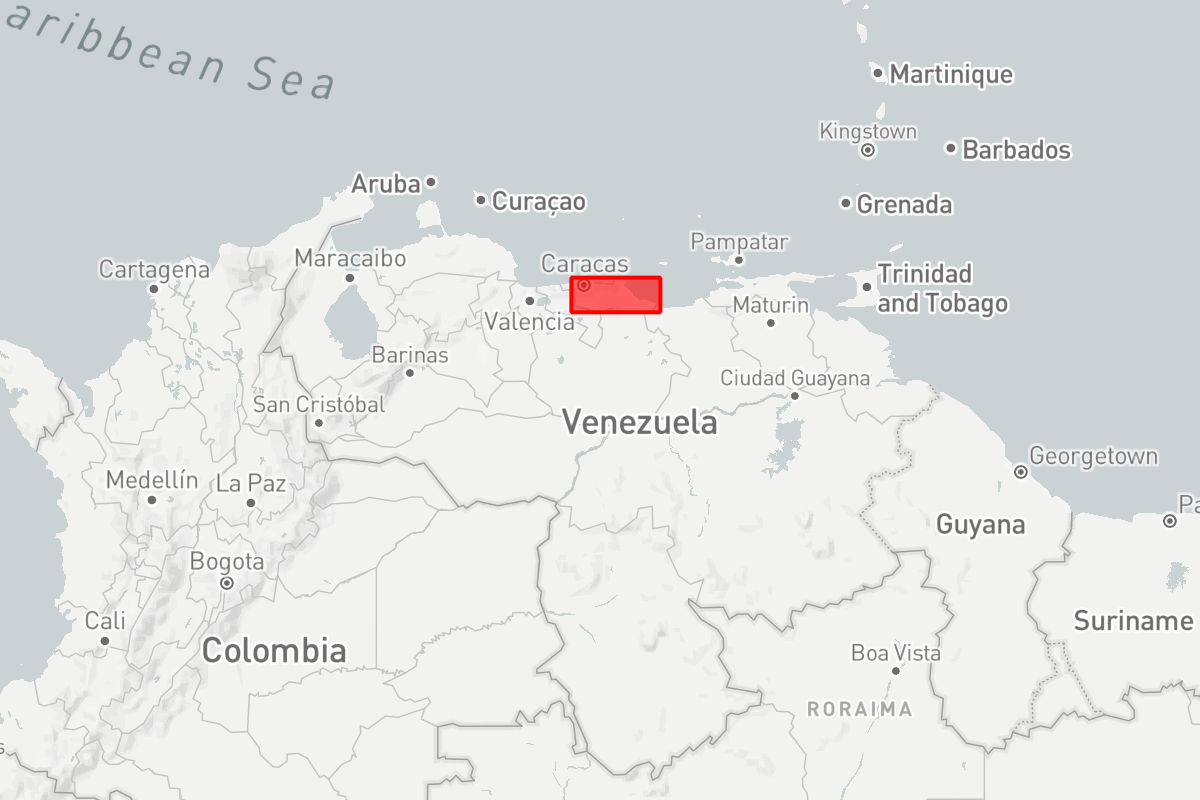 aribbean Sea
Martinique
Kingstown
Barbados
Aruba
Curaçao
Grenada
Pampatar
Caracas
Maracaibo
Cartagena
Trinidad
and Tobago
Maturin
Valencia
Barinas
Ciudad Guayana
San Cristóbal
Venezuela
Georgetown
Medellín
La Paz
Pa
Guyana
Bogota
Cali
Suriname
Colombia
Boa Vista
RORAIMA
s